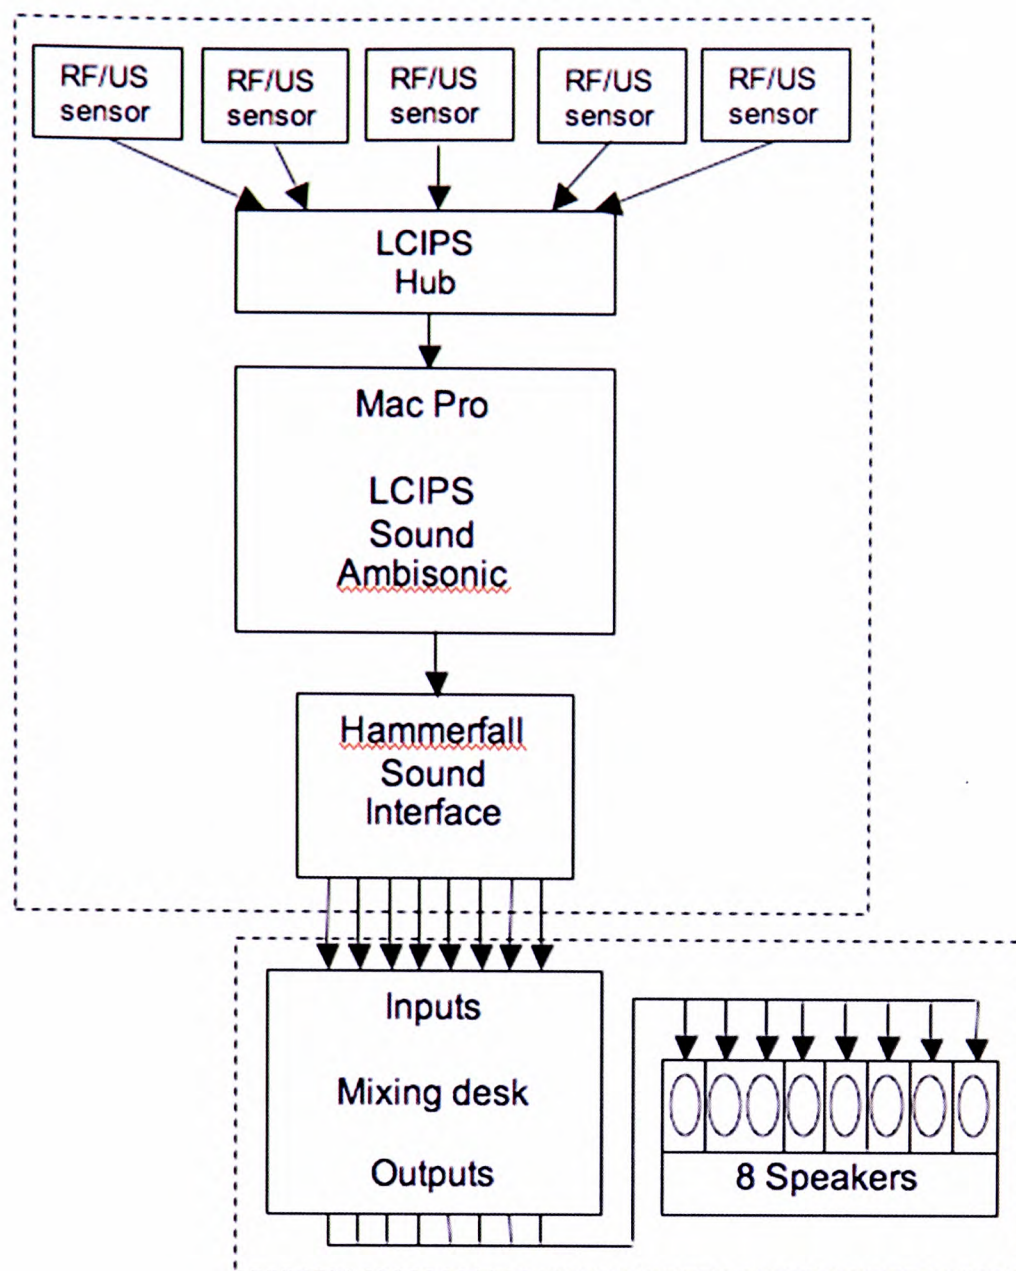 RF/US
sensor
RF/US
sensor
RF/US
sensor
RF/US
sensor
RF/US
sensor
LCIPS
Hub
Mac Pro
LCIPS
Sound
Ambisonic
Hammerfall
Sound
Interface
Inputs
Mixing desk
Outputs
8 Speakers